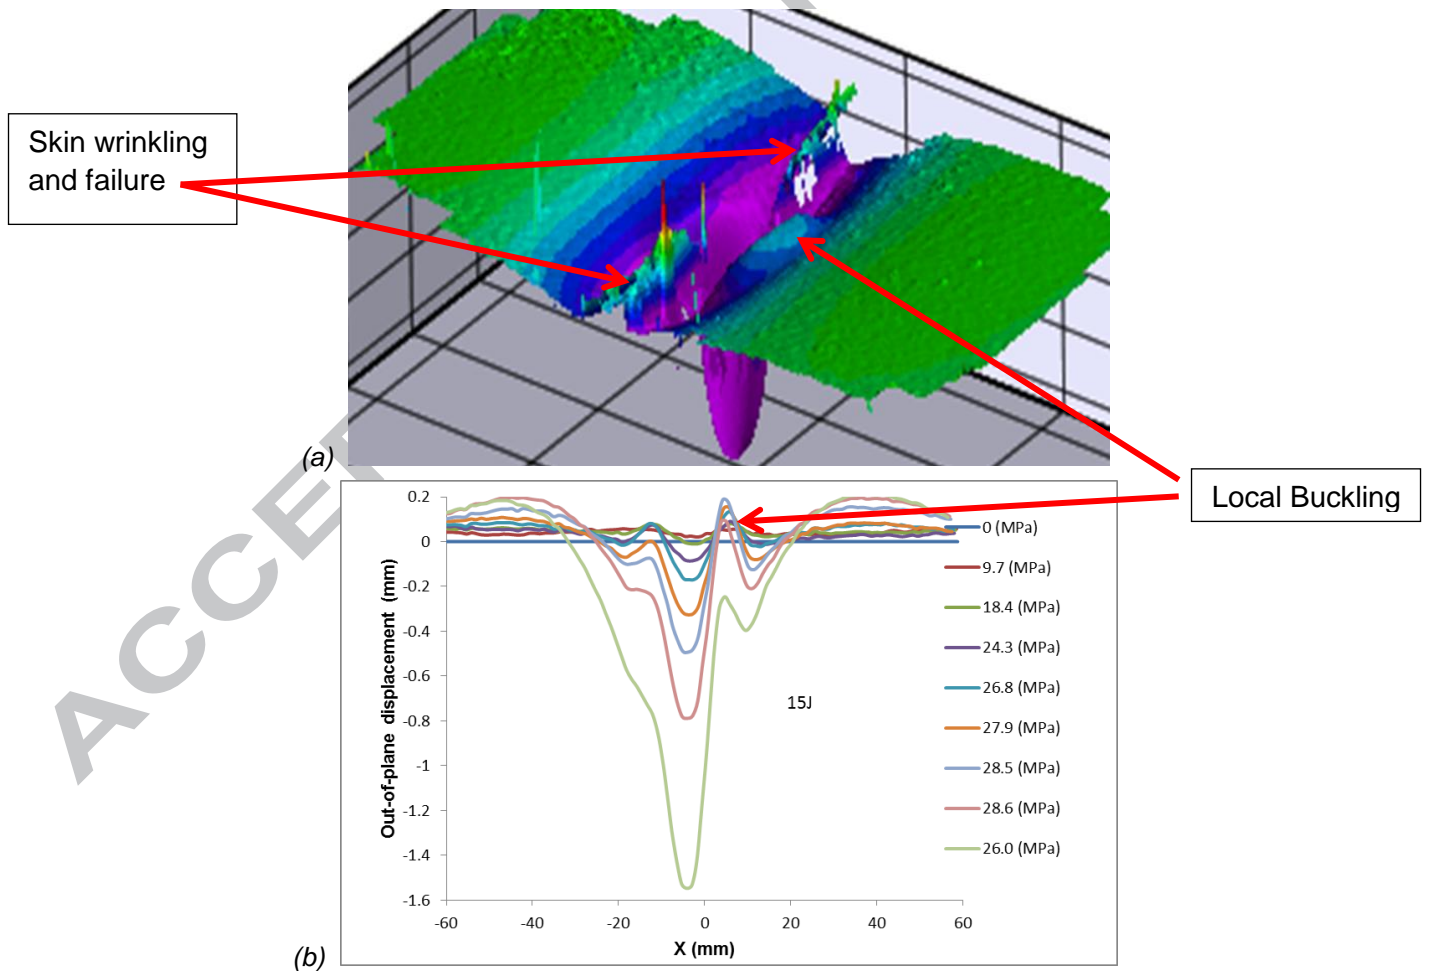 Skin wrinkling
and failure
(a)
Local Buckling
0.2
0
-0.2
-0.4
-0.6
-0.8
-1
-1.2
-1.4
-1.6
Out-of-plane displacement (mm)
-60
-40
-20
0
20
40
60
X (mm)
15J
0 (MPa)
9.7 (MPa)
18.4 (MPa)
24.3 (MPa)
26.8 (MPa)
27.9 (MPa)
28.5 (MPa)
28.6 (MPa)
26.0 (MPa)
(b)
ACCE